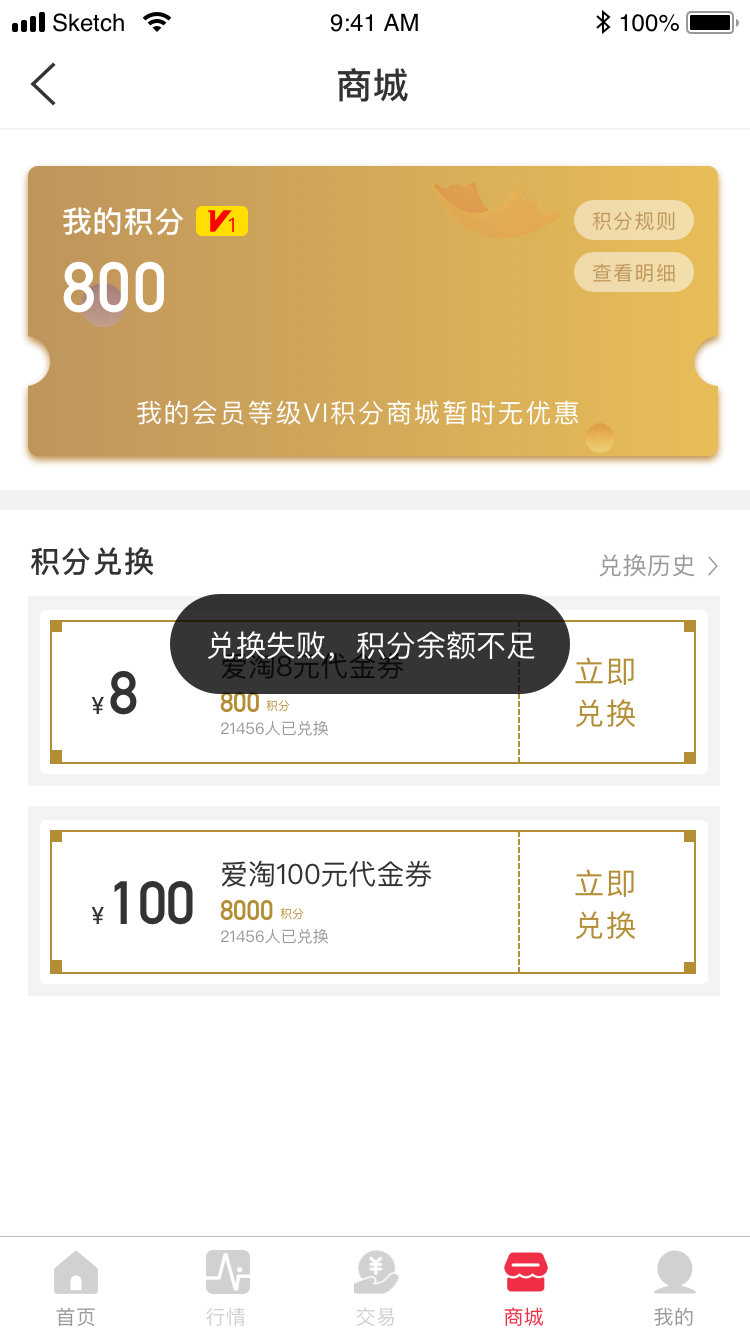 Sketch 9:41 AM 100%
商城
我的积分 V1
积分规则
800
查看明细
我的会员等级VI积分商城暂时无优惠
积分兑换
兑换历史
兑换失败，积分余额不足
爱淘8元代金券
¥8
800 积分
21456人已兑换
立即
兑换
爱淘100元代金券
¥100
8000 积分
21456人已兑换
立即
兑换
首页 行情 交易 商城 我的